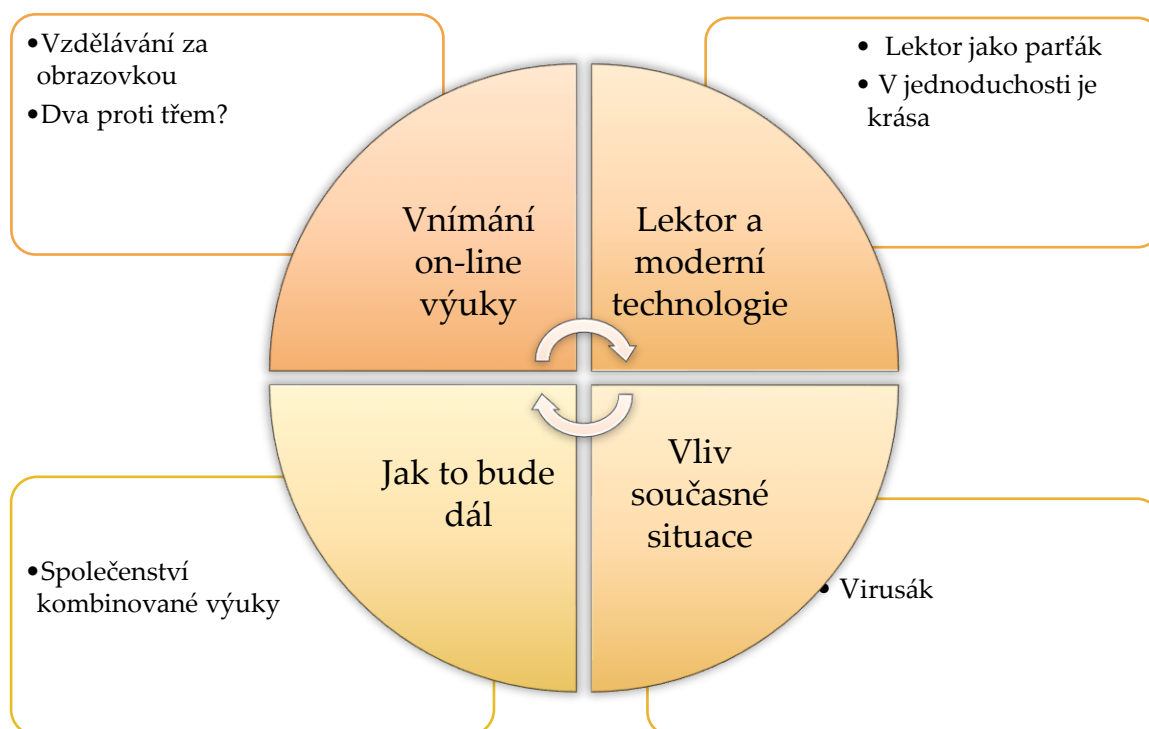 •Vzdělávání za
obrazovkou
•Dva proti třem?
• Lektor jako parťák
• V jednoduchosti je
krása
Vnímání
on-line
výuky
Lektor a
moderní
technologie
Jak to bude
dál
Vliv
současné
situace
•Společenství
kombinované výuky
• Virusák